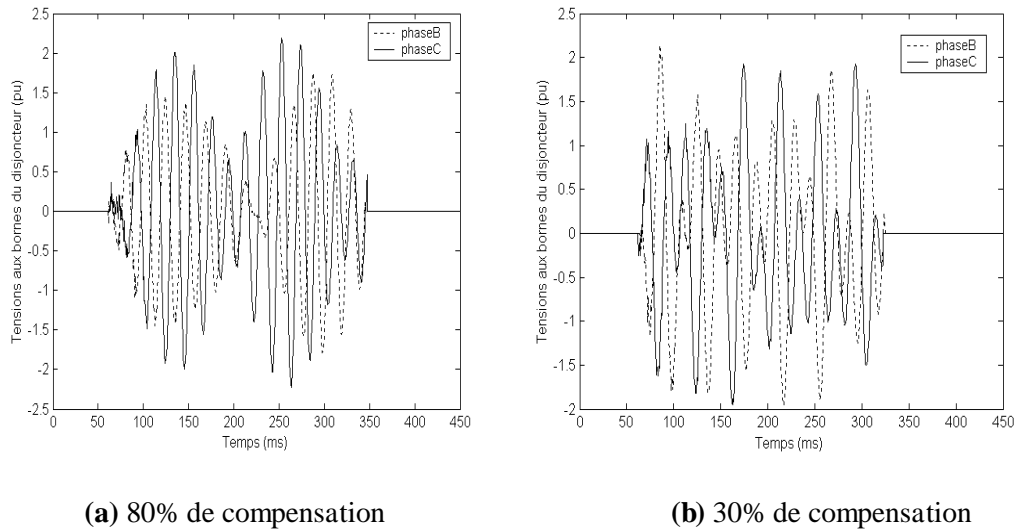 2.5
2
1.5
1
0.5
0
-0.5
-1
-1.5
-2
-2.5
0 50 100 150 200 250 300 350 400 450
Tensions aux bornes du disjoncteur (pu)
Temps (ms)
phaseB
phaseC
(a) 80% de compensation
2.5
2
1.5
1
0.5
0
-0.5
-1
-1.5
-2
0 50 100 150 200 250 300 350 400 450
Tensions aux bornes du disjoncteur (pu)
Temps (ms)
phaseB
phaseC
(b) 30% de compensation